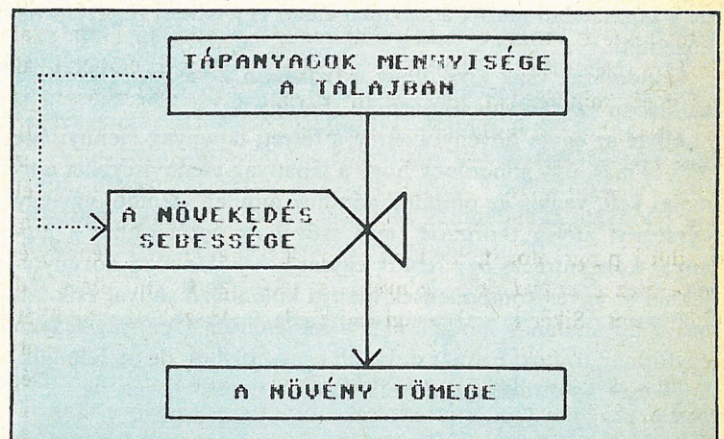 TÁPANYAGOK MENNYISÉGE
A TALAJBAN
A NÖVEKEDÉS
SEBESSÉGE
A NÖVÉNY TÖMEGE